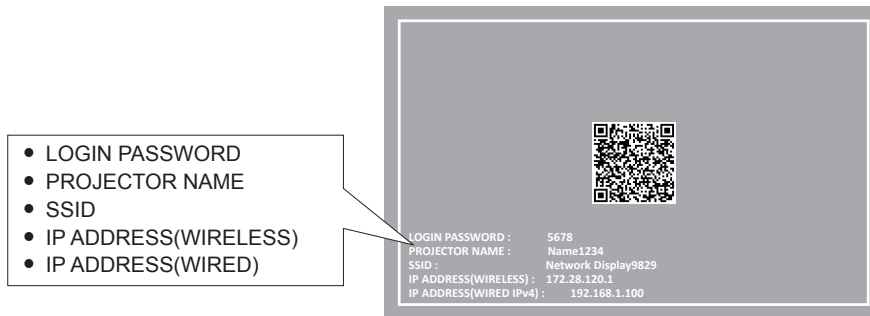 • LOGIN PASSWORD
• PROJECTOR NAME
• SSID
• IP ADDRESS(WIRELESS)
• IP ADDRESS(WIRED)
LOGIN PASSWORD : 5678
PROJECTOR NAME : Name1234
SSID : Network Display9829
IP ADDRESS(WIRELESS) : 172.28.120.1
IP ADDRESS(WIRED IPv4) : 192.168.1.100